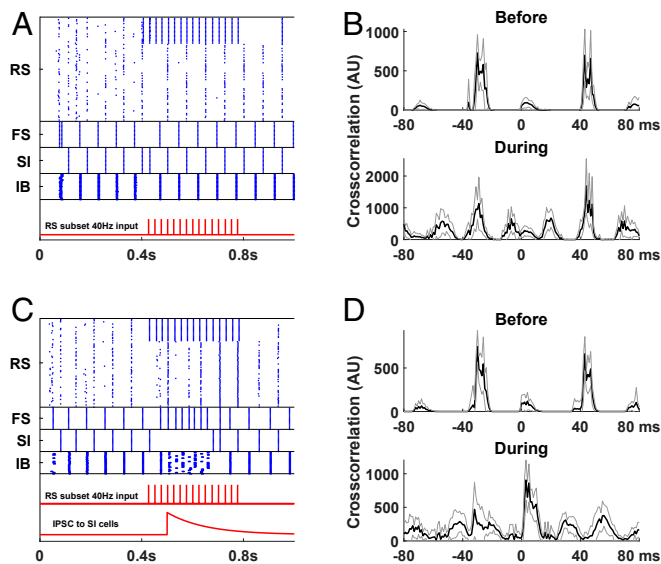 A
RS
FS
SI
IB
RS subset 40Hz input
0 0.4s 0.8s
B
Before
1000
500
0
-80 -40 0 40 80 ms
During
2000
1000
0
-80 -40 0 40 80 ms
Crosscorrelation (AU)
C
RS
FS
SI
IB
RS subset 40Hz input
IPSC to SI cells
0 0.4s 0.8s
D
Before
500
0
-80 -40 0 40 80 ms
During
1000
500
0
-80 -40 0 40 80 ms
Crosscorrelation (AU)